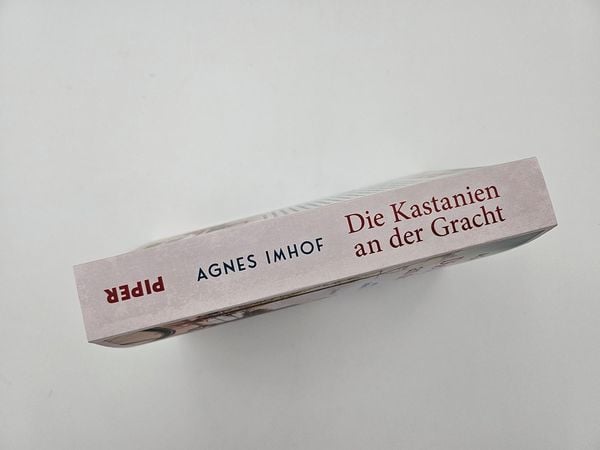 PIPER
AGNES IMHOF
Die Kastanien
an der Gracht